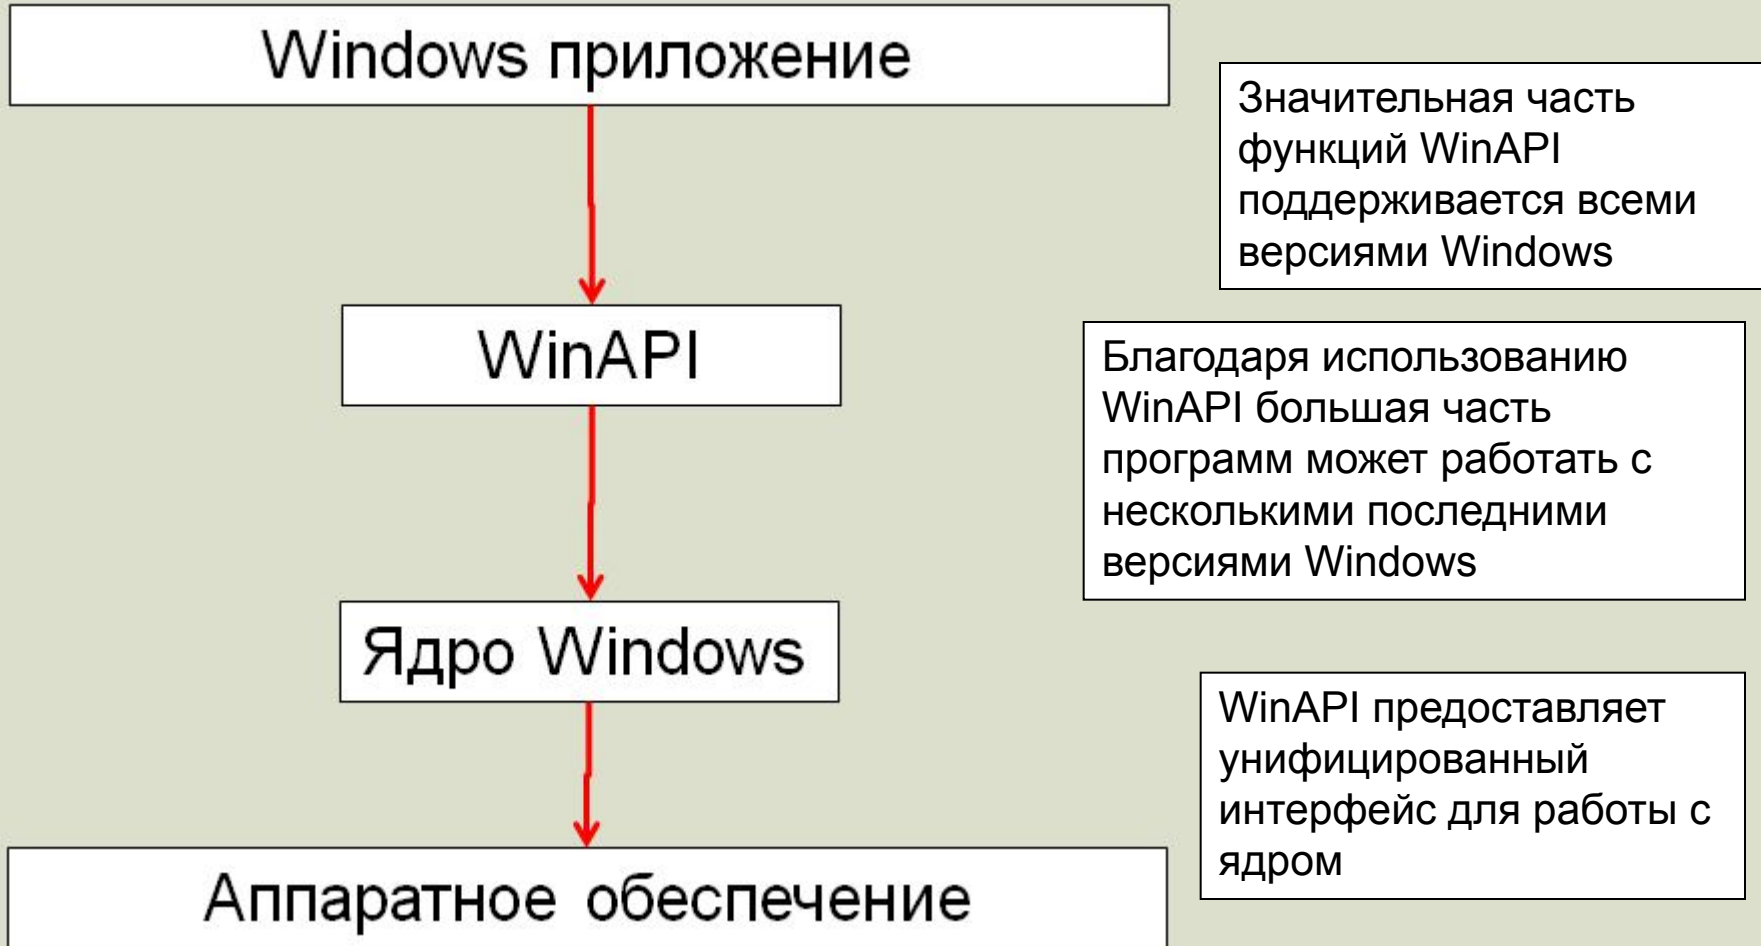 Windows приложение
WinAPI
Ядро Windows
Аппаратное обеспечение
Значительная часть
функций WinAPI
поддерживается всеми
версиями Windows
Благодаря использованию
WinAPI большая часть
программ может работать с
несколькими последними
версиями Windows
WinAPI предоставляет
унифицированный
интерфейс для работы с
ядром